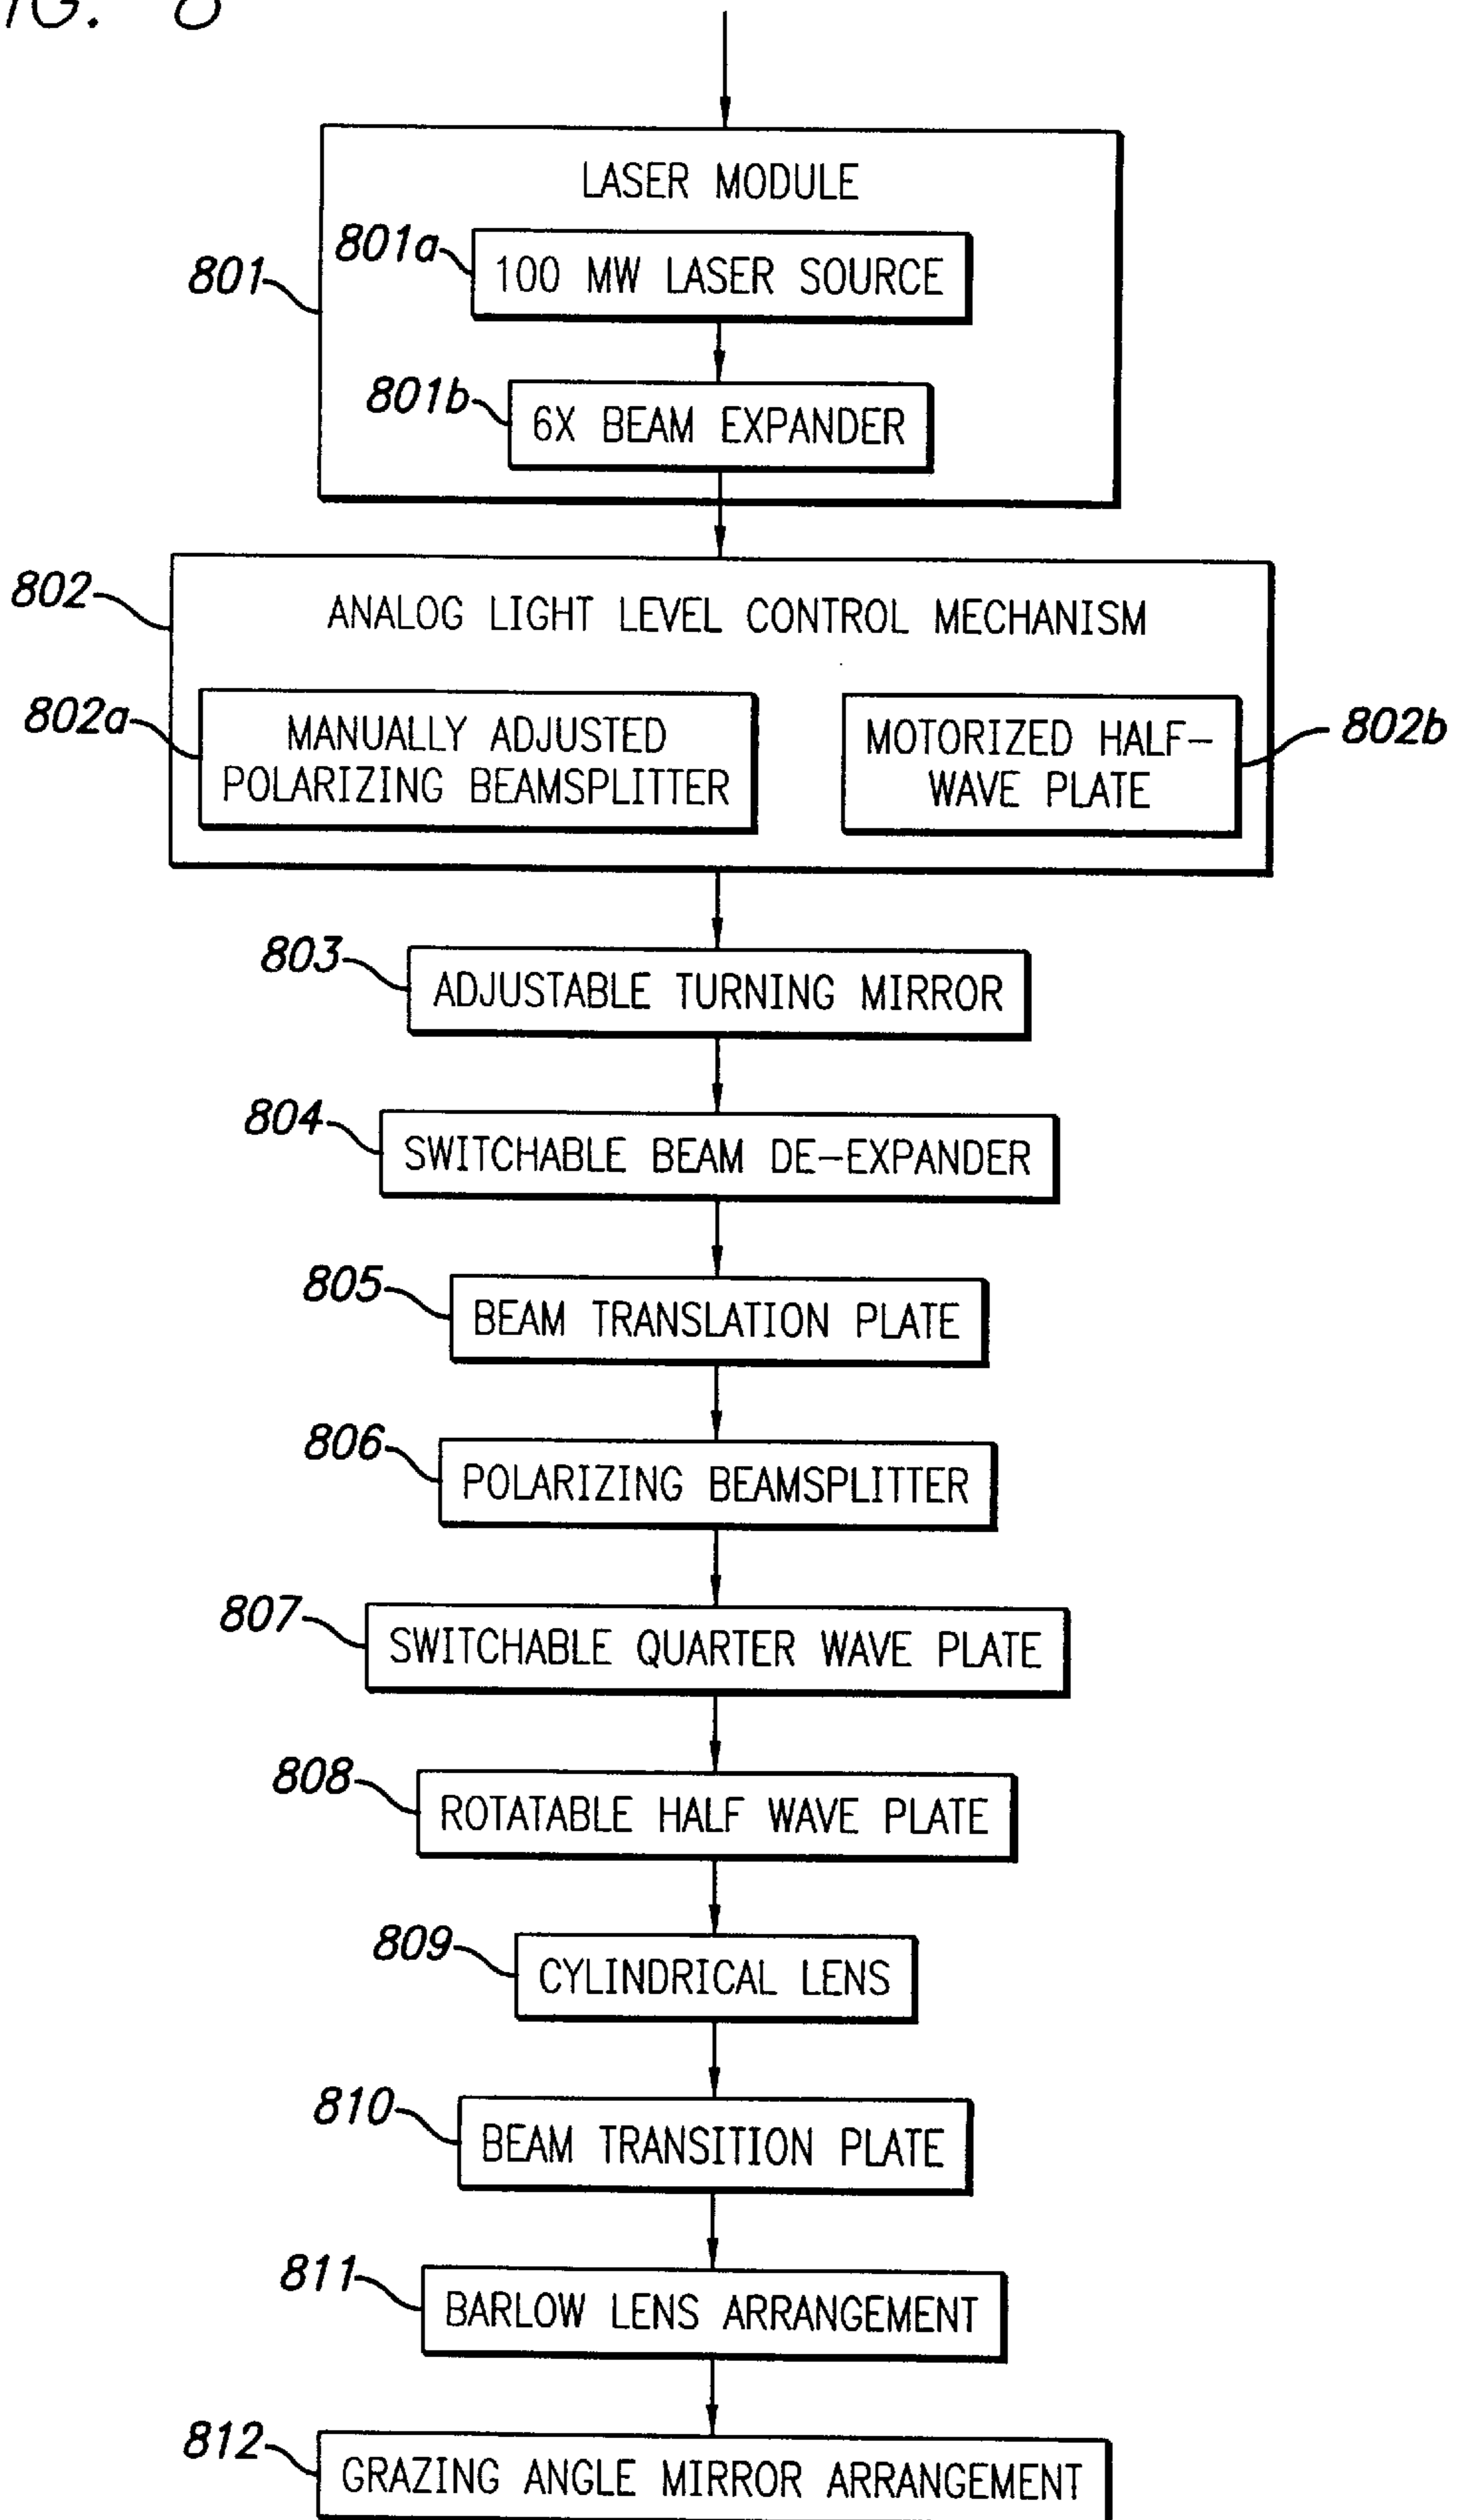 LASER MODULE
801a
100 MW LASER SOURCE
801
801b
6X BEAM EXPANDER
802
ANALOG LIGHT LEVEL CONTROL MECHANISM
802a
MANUALLY ADJUSTED
POLARIZING BEAMSPLITTER
MOTORIZED HALF-
WAVE PLATE
802b
803
ADJUSTABLE TURNING MIRROR
804
SWITCHABLE BEAM DE-EXPANDER
805
BEAM TRANSLATION PLATE
806
POLARIZING BEAMSPLITTER
807
SWITCHABLE QUARTER WAVE PLATE
808
ROTATABLE HALF WAVE PLATE
809
CYLINDRICAL LENS
810
BEAM TRANSITION PLATE
811
BARLOW LENS ARRANGEMENT
812
GRAZING ANGLE MIRROR ARRANGEMENT